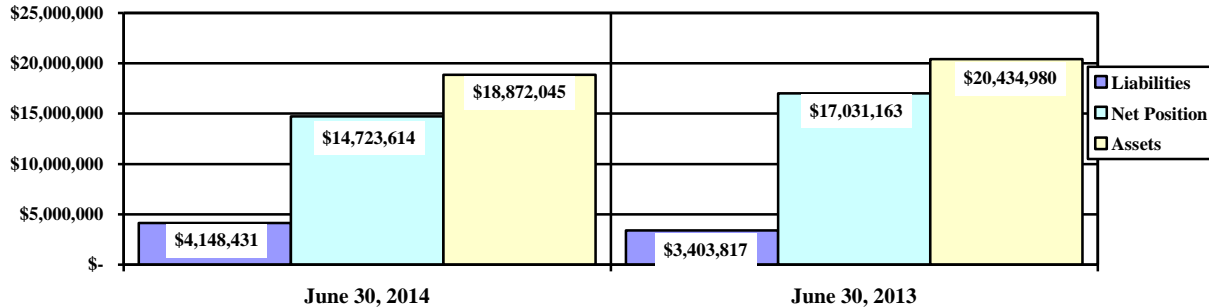 $25,000,000
$20,000,000
$15,000,000
$10,000,000
$5,000,000
$-
$4,148,431
$14,723,614
$18,872,045
$3,403,817
$17,031,163
$20,434,980
June 30, 2014
June 30, 2013
Liabilities
Net Position
Assets